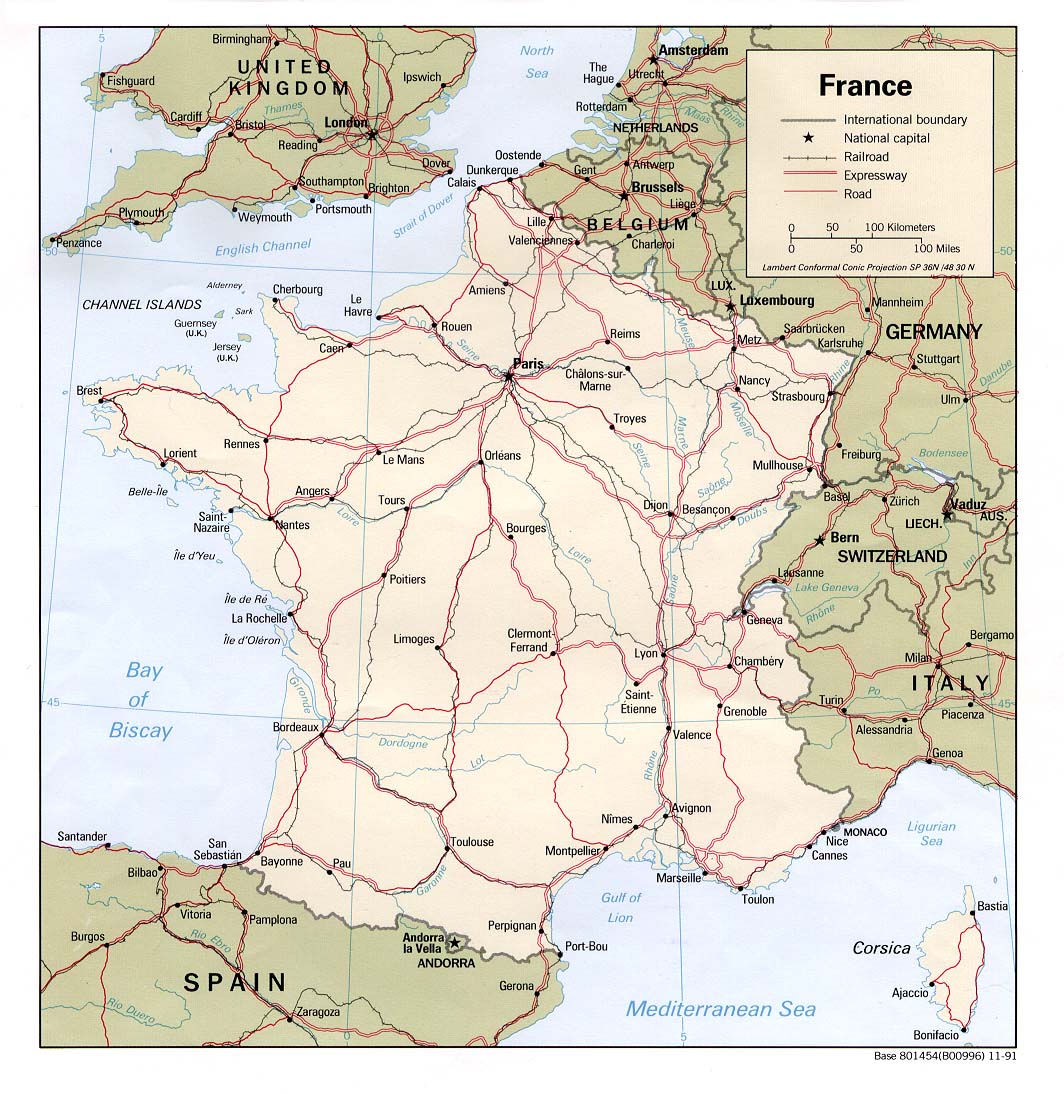 5
0
Birmingham
North
Sea
Amsterdam
The
Hague
Utrecht
Fishguard
UNITED
KINGDOM
Ipswich
Rotterdam
Maas
Rhine
Thames
Cardiff
Bristol
London
Reading
NETHERLANDS
France
International boundary
National capital
Railroad
Expressway
Road
0 50 100 Kilometers
0 50 100 Miles
Lambert Conformal Conic Projection SP 36N /48 30 N
Dover
Oostende
Dunkerque
Calais
Gent
Antwerp
Brussels
Southampton
Brighton
Portsmouth
Weymouth
Plymouth
Penzance
50
English Channel
Strait of Dover
Lille
Valenciennes
BELGIUM
Liège
Charleroi
50
Alderney
CHANNEL ISLANDS
Sark
Guernsey
(U.K.)
Jersey
(U.K.)
Cherbourg
Le
Havre
Amiens
Rouen
Seine
Caen
Reims
LUX.
Luxembourg
Meuse
Metz
Saarbrücken
Karlsruhe
Mannheim
GERMANY
Stuttgart
Danube
Ulm
Paris
Châlons-sur-
Marne
Nancy
Strasbourg
Rhine
Moselle
Marne
Seine
Troyes
Brest
Rennes
Le Mans
Orléans
Lorient
Belle-Île
Angers
Tours
Loire
Saint-
Nazaire
Nantes
Île d'Yeu
Bourges
Loire
Dijon
Besançon
Saône
Doubs
Mullhouse
Freiburg
Bodensee
Basel
Zürich
Vaduz
LIECH.
AUS.
Bern
SWITZERLAND
Inn
Lausanne
Lake Geneva
Rhône
Geneva
Saône
Poitiers
Île de Ré
La Rochelle
Île d'Oléron
Limoges
Clermont-
Ferrand
Lyon
Chambéry
Saint-
Étienne
Grenoble
Bergamo
Milan
ITALY
Turin
Po
Piacenza
Alessandria
Genoa
45
Bay
of
Biscay
45
Gironde
Bordeaux
Dordogne
Lot
Valence
Rhône
Avignon
Nîmes
Montpellier
Marseille
Toulon
Cannes
Nice
MONACO
Ligurian
Sea
Santander
San
Sebastián
Bayonne
Bilbao
Pau
Toulouse
Garonne
Gulf of
Lion
Vitoria
Pamplona
Burgos
Rio Ebro
Perpignan
Port-Bou
Andorra
la Vella
ANDORRA
SPAIN
Gerona
Rio Duero
Zaragoza
Mediterranean Sea
Corsica
Bastia
Ajaccio
Bonifacio
0
5
Base 801454(B00996) 11-91